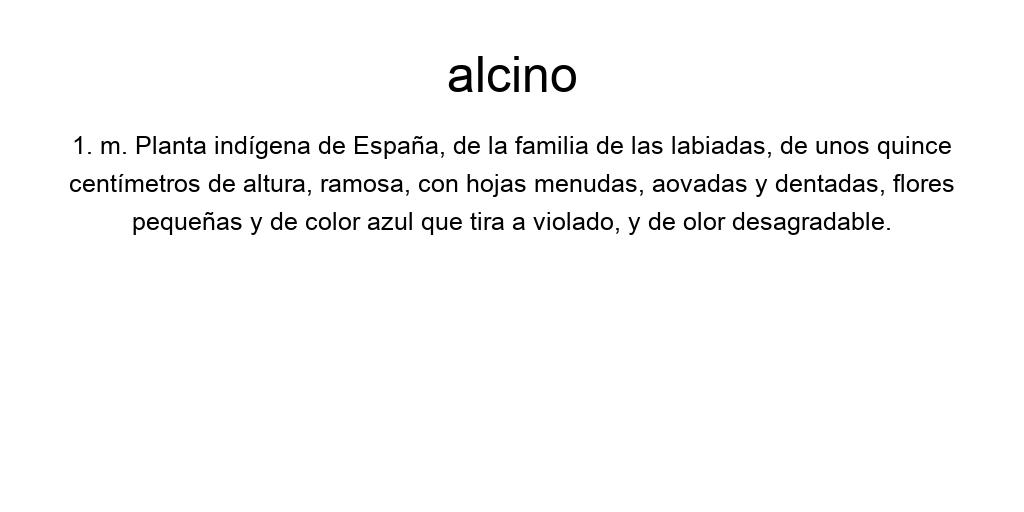 alcino
1. m. Planta indígena de España, de la familia de las labiadas, de unos quince
centímetros de altura, ramosa, con hojas menudas, aovadas y dentadas, flores
pequeñas y de color azul que tira a violado, y de olor desagradable.